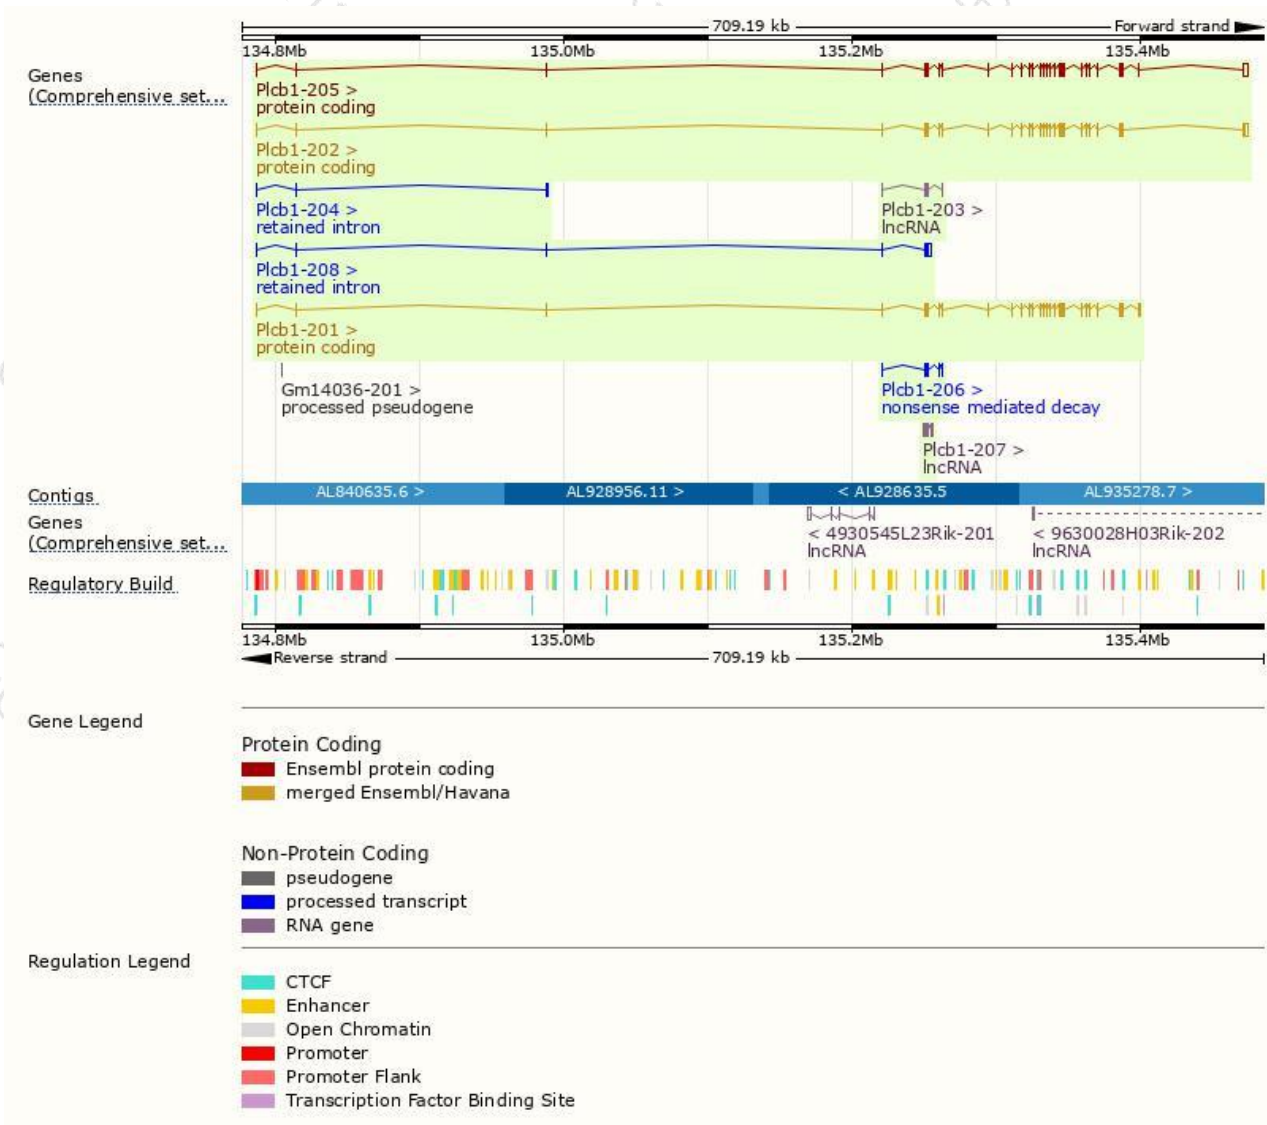 709.19 kb Forward strand
134.8Mb 135.0Mb 135.2Mb 135.4Mb
Genes
(Comprehensive set...
Plcb1-205 >
protein coding
Plcb1-202 >
protein coding
Plcb1-204 > Plcb1-203 >
retained intron lncRNA
Plcb1-208 >
retained intron
Plcb1-201 >
protein coding
Gm14036-201 > Plcb1-206 >
processed pseudogene nonsense mediated decay
Plcb1-207 >
lncRNA
Contigs AL840635.6 > AL928956.11 > < AL928635.5 AL935278.7 >
Genes
(Comprehensive set...
< 4930545L23Rik-201 < 9630028H03Rik-202
lncRNA lncRNA
Regulatory Build
134.8Mb 135.0Mb 135.2Mb 135.4Mb
Reverse strand 709.19 kb
Gene Legend
Protein Coding
Ensembl protein coding
merged Ensembl/Havana
Non-Protein Coding
pseudogene
processed transcript
RNA gene
Regulation Legend
CTCF
Enhancer
Open Chromatin
Promoter
Promoter Flank
Transcription Factor Binding Site